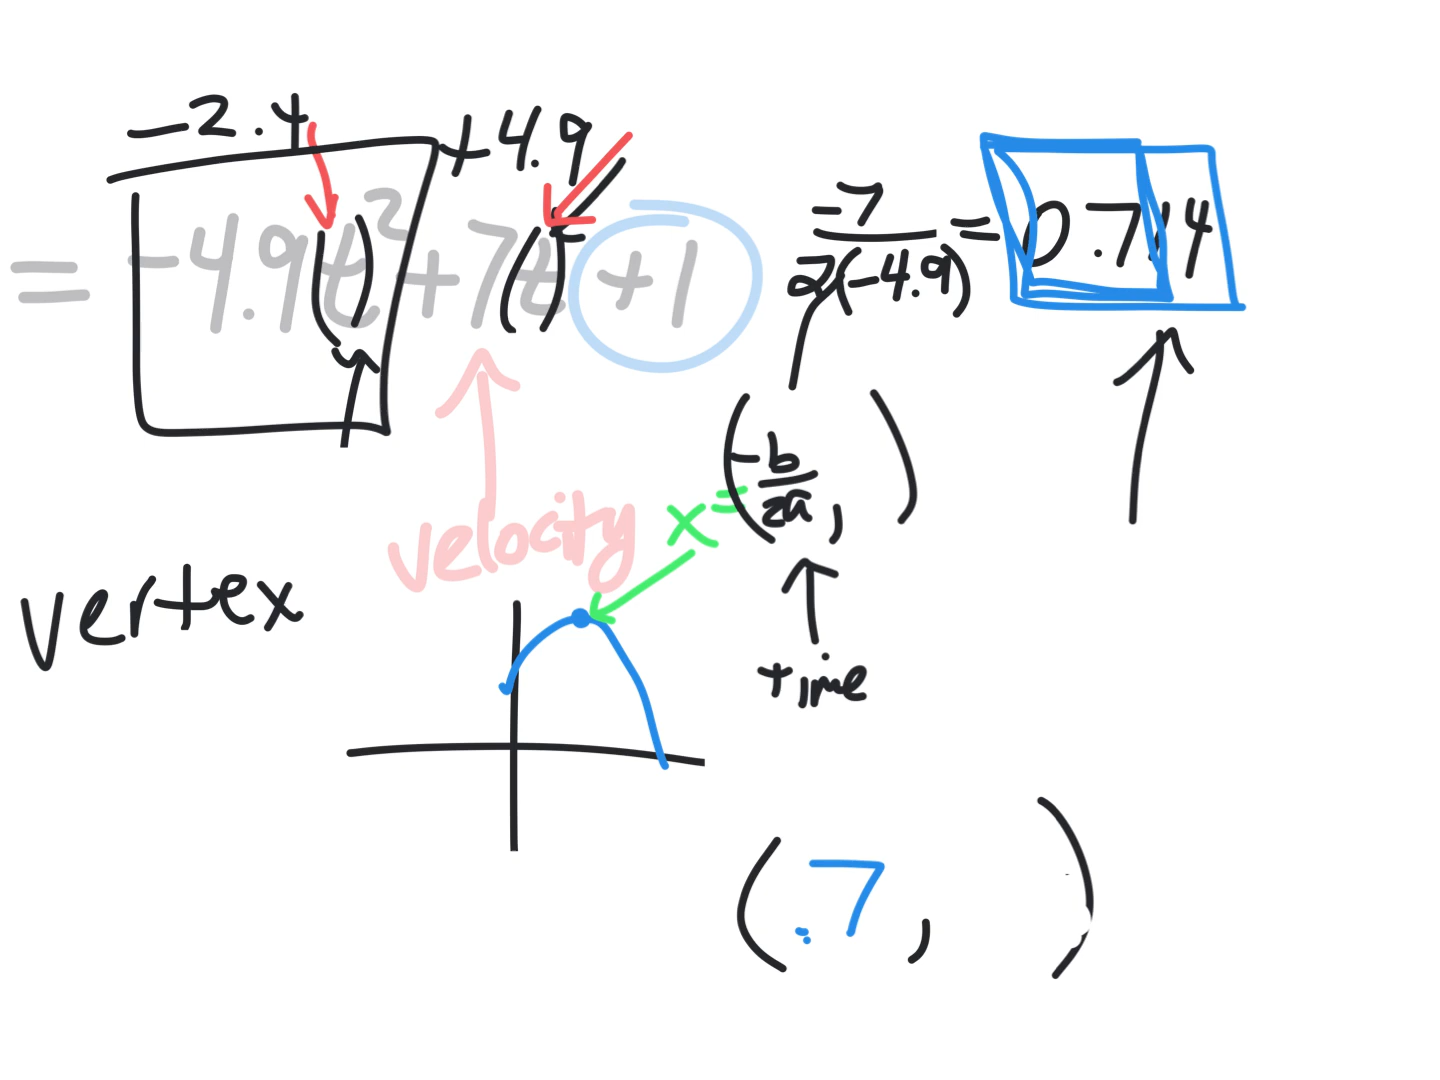 -2.4 +4.9
= -4.9t²+7t+1
-7
2(-4.9)
= 0.714
velocity
x=
(-b
2a, )
vertex
time
(.7, )